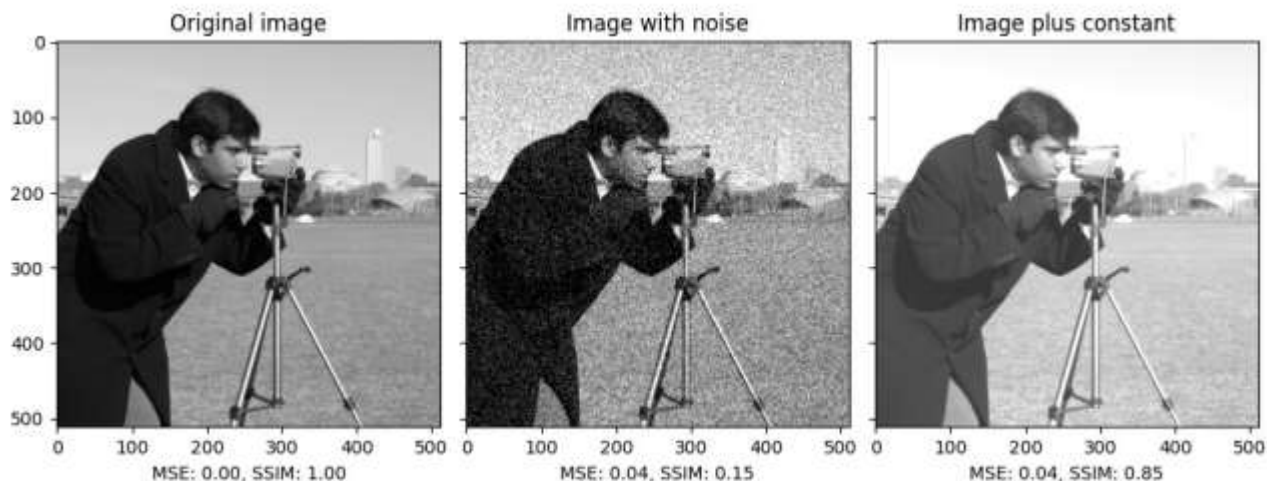 Original image
Image with noise
Image plus constant
0
100
200
300
400
500
0 100 200 300 400 500
0 100 200 300 400 500
0 100 200 300 400 500
MSE: 0.00, SSIM: 1.00
MSE: 0.04, SSIM: 0.15
MSE: 0.04, SSIM: 0.85